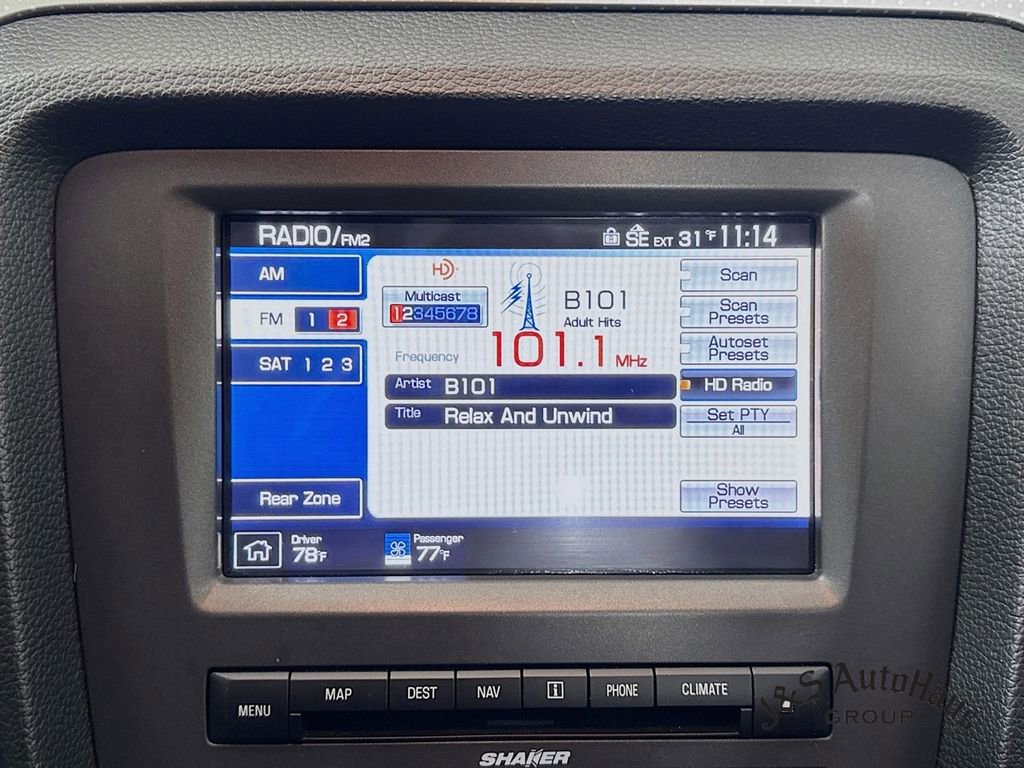 RADIO/FM2
SE EXT 31°F 11:14
AM
FM 1 2
SAT 1 2 3
Rear Zone
HD
Multicast
12345678
B101
Adult Hits
Frequency 101.1 MHz
Artist B101
Title Relax And Unwind
Scan
Scan
Presets
Autoset
Presets
HD Radio
Set PTY
All
Show
Presets
Driver
78°F
Passenger
77°F
MENU MAP DEST NAV i PHONE CLIMATE
SHAKER
J&S AutoHaus
GROUP